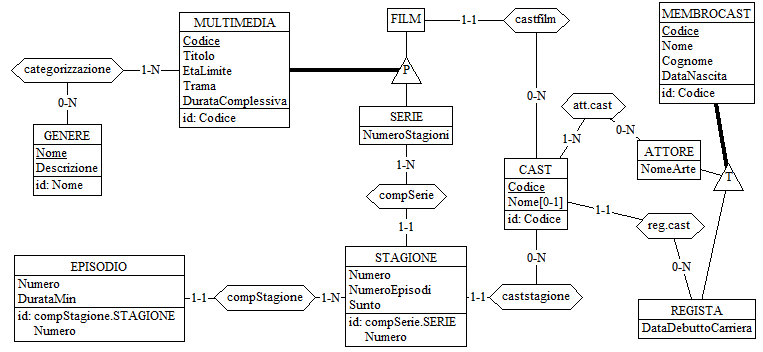 MULTIMEDIA
Codice
Titolo
EtaLimite
Trama
DurataComplessiva
id: Codice
FILM
1-1
castfilm
MEMBROCAST
Codice
Nome
Cognome
DataNascita
id: Codice
categorizzazione
1-N
P
0-N
GENERE
Nome
Descrizione
id: Nome
SERIE
NumeroStagioni
0-N
att.cast
1-N
0-N
ATTORE
NomeArte
T
1-N
compSerie
1-1
CAST
Codice
Nome[0-1]
id: Codice
1-1
reg.cast
0-N
EPISODIO
Numero
DurataMin
id: compStagione.STAGIONE
Numero
1-1
compStagione
1-N
STAGIONE
Numero
NumeroEpisodi
Sunto
id: compSerie.SERIE
Numero
0-N
1-1
caststagione
REGISTA
DataDebuttoCarriera